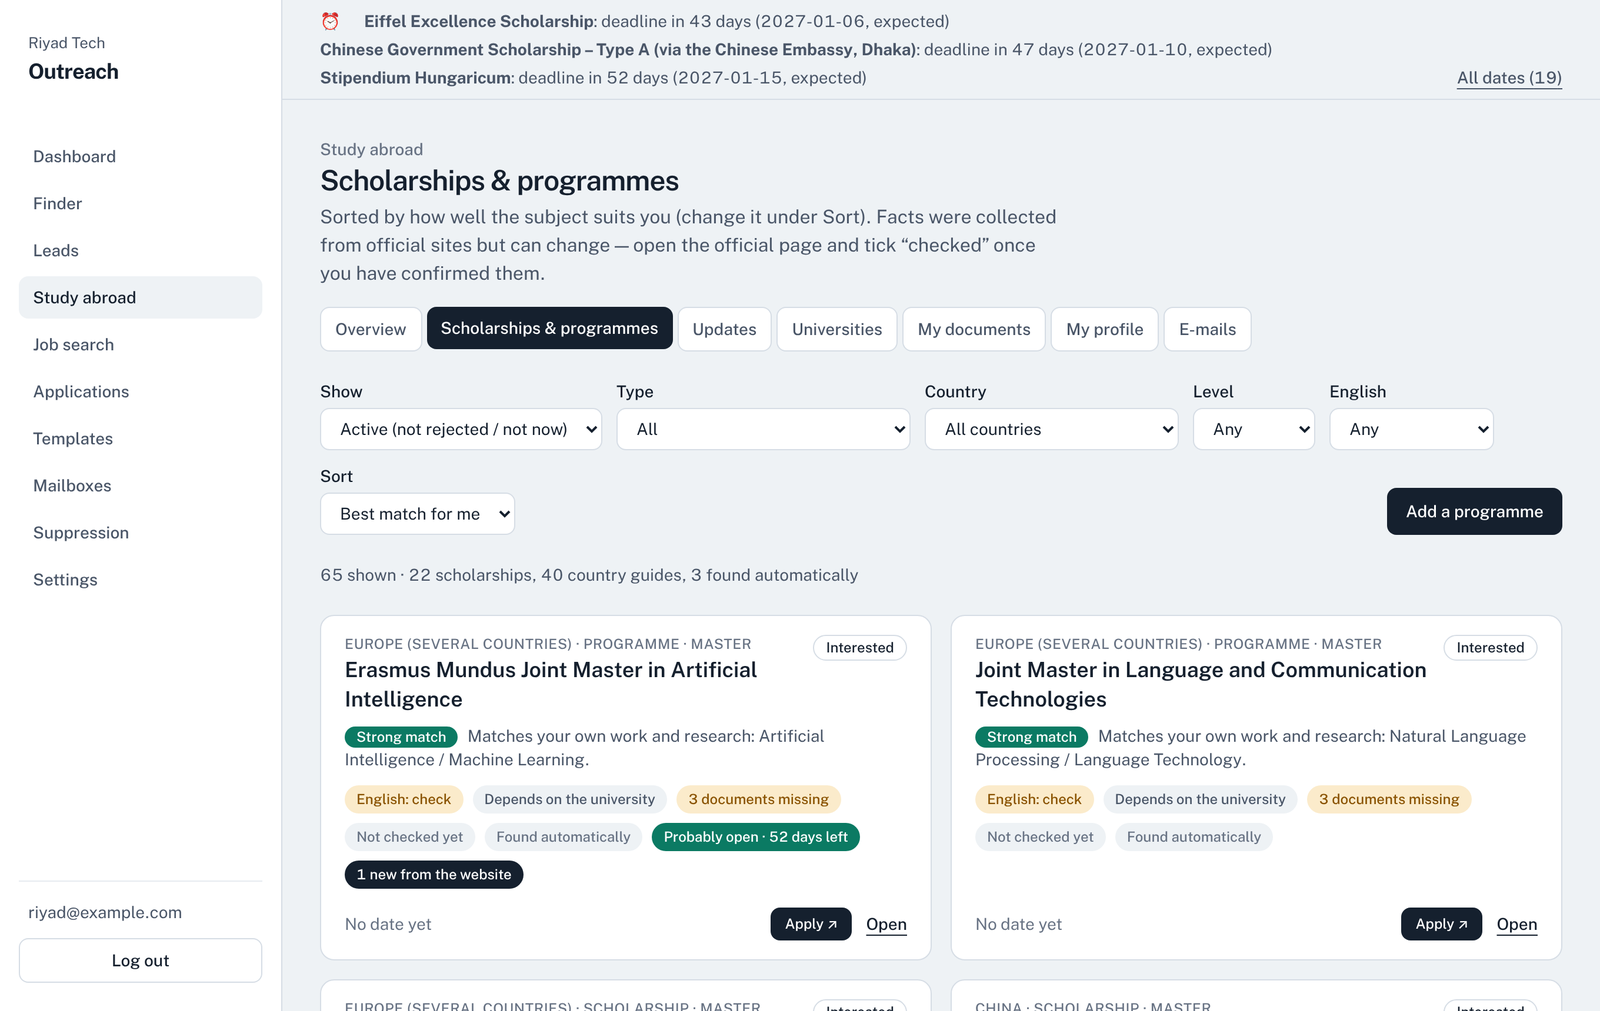 Riyad Tech
Outreach
Dashboard
Finder
Leads
Study abroad
Job search
Applications
Templates
Mailboxes
Suppression
Settings
riyad@example.com
Log out
⏰ Eiffel Excellence Scholarship: deadline in 43 days (2027-01-06, expected)
Chinese Government Scholarship – Type A (via the Chinese Embassy, Dhaka): deadline in 47 days (2027-01-10, expected)
Stipendium Hungaricum: deadline in 52 days (2027-01-15, expected)
All dates (19)
Study abroad
Scholarships & programmes
Sorted by how well the subject suits you (change it under Sort). Facts were collected
from official sites but can change — open the official page and tick “checked” once
you have confirmed them.
Overview
Scholarships & programmes
Updates
Universities
My documents
My profile
E-mails
Show
Type
Country
Level
English
Active (not rejected / not now)
All
All countries
Any
Any
Sort
Best match for me
Add a programme
65 shown · 22 scholarships, 40 country guides, 3 found automatically
EUROPE (SEVERAL COUNTRIES) · PROGRAMME · MASTER
Interested
Erasmus Mundus Joint Master in Artificial
Intelligence
Strong match Matches your own work and research: Artificial
Intelligence / Machine Learning.
English: check
Depends on the university
3 documents missing
Not checked yet
Found automatically
Probably open · 52 days left
1 new from the website
No date yet
Apply ↗
Open
EUROPE (SEVERAL COUNTRIES) · PROGRAMME · MASTER
Interested
Joint Master in Language and Communication
Technologies
Strong match Matches your own work and research: Natural Language
Processing / Language Technology.
English: check
Depends on the university
3 documents missing
Not checked yet
Found automatically
No date yet
Apply ↗
Open
EUROPE (SEVERAL COUNTRIES) · SCHOLARSHIP · MASTER
Interested
CHINA · SCHOLARSHIP · MASTER
Interested